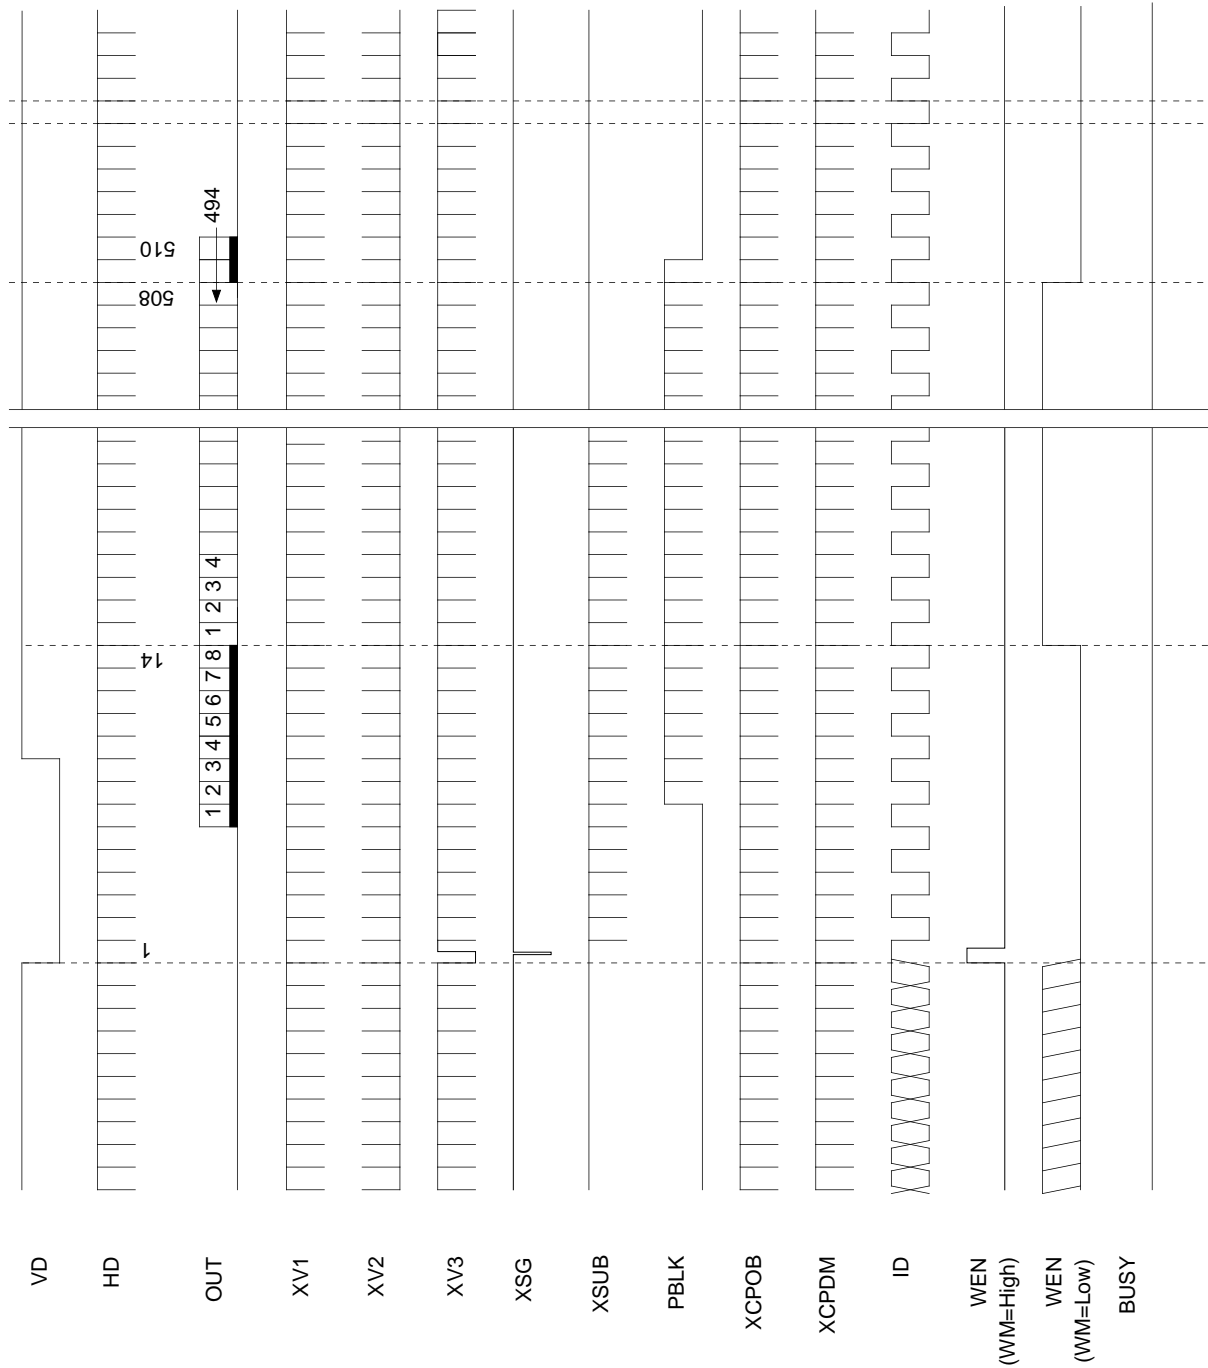 VD
HD
1
14
508
510
OUT
1 2 3 4 5 6 7 8 1 2 3 4
494
XV1
XV2
XV3
XSG
XSUB
PBLK
XCPOB
XCPDM
ID
WEN
(WM=High)
WEN
(WM=Low)
BUSY